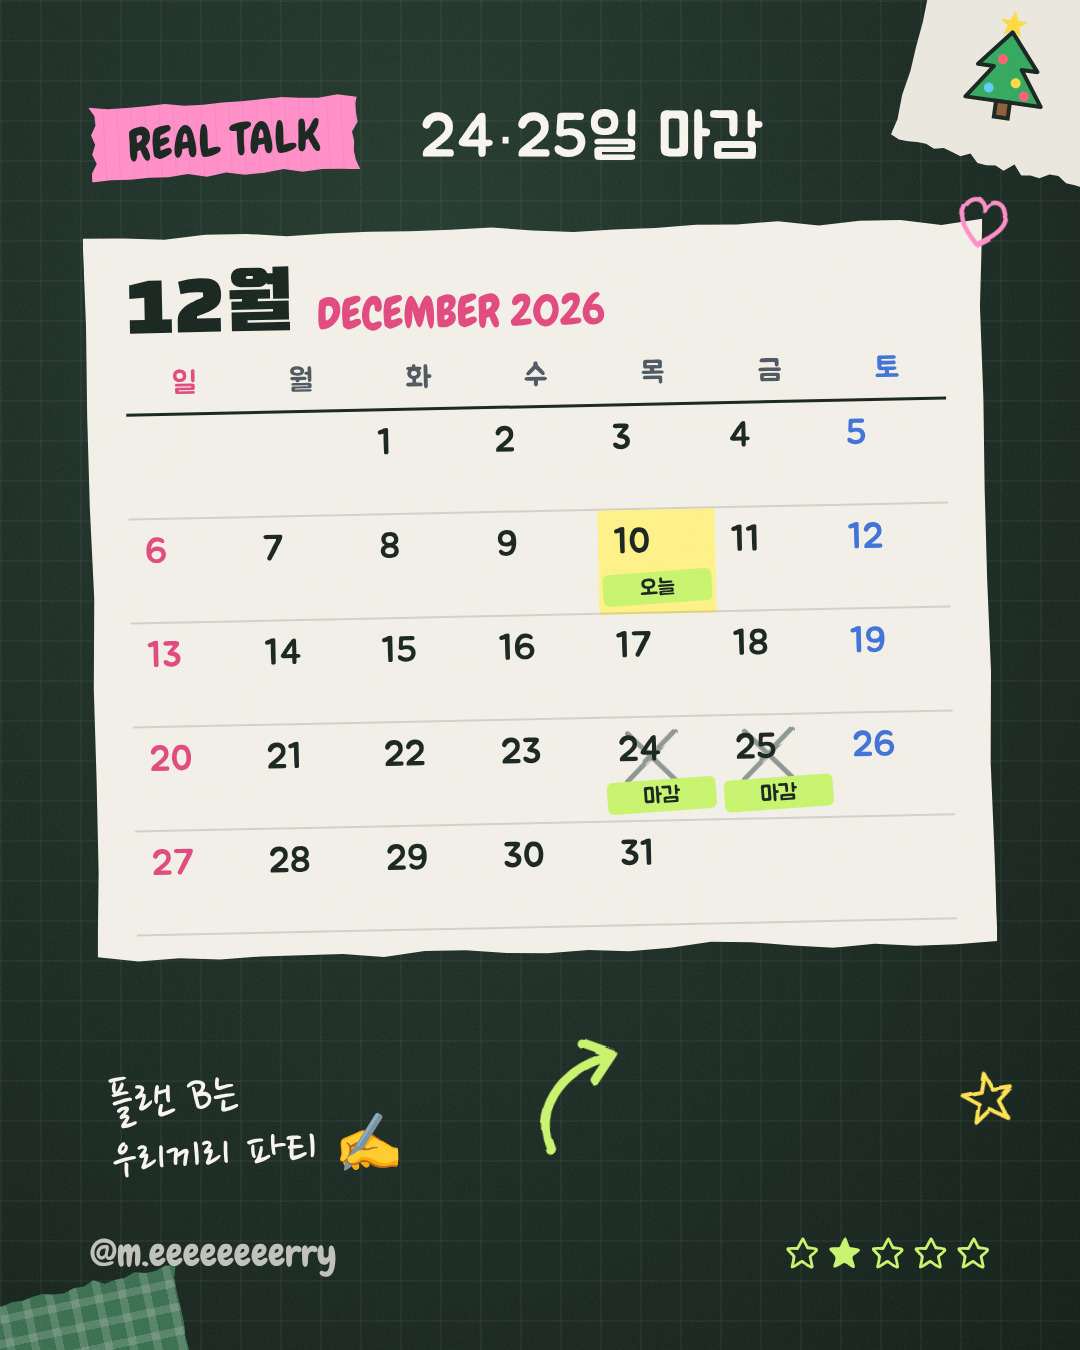 REAL TALK
24·25일 마감
12월 DECEMBER 2026
일 월 화 수 목 금 토
1 2 3 4 5
6 7 8 9 10 11 12
오늘
13 14 15 16 17 18 19
20 21 22 23 24 25 26
마감 마감
27 28 29 30 31
플랜 B는
우리끼리 파티
@m.eeeeeeeerry